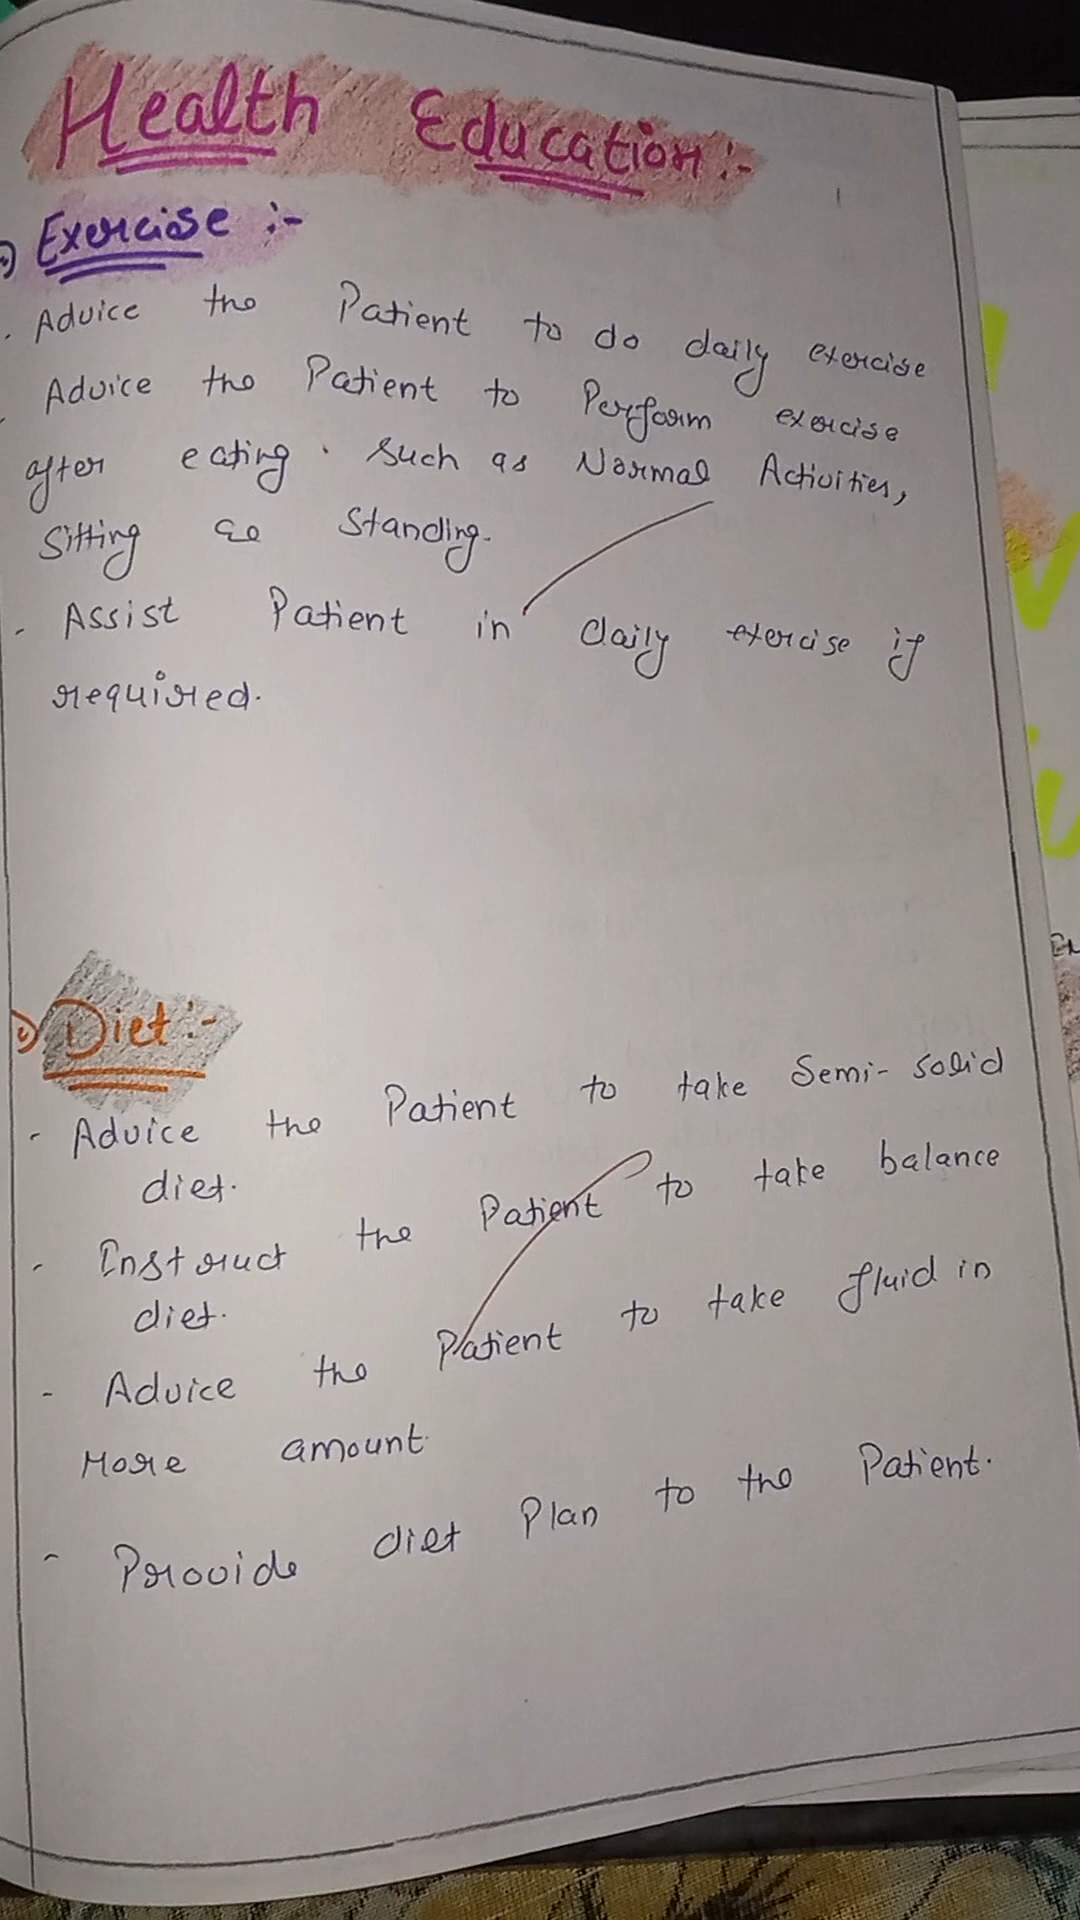 Health Education :-
Exercise :-
- Advice the Patient to do daily exercise
- Advice the Patient to Perform exercise
after eating. Such as Normal Activities,
Sitting &e Standing.
- Assist Patient in daily exercise if
required.
Diet :-
- Advice the Patient to take Semi-solid
diet.
- Instruct the Patient to take balance
diet.
- Advice the Patient to take fluid in
More amount.
- Provide diet Plan to the Patient.